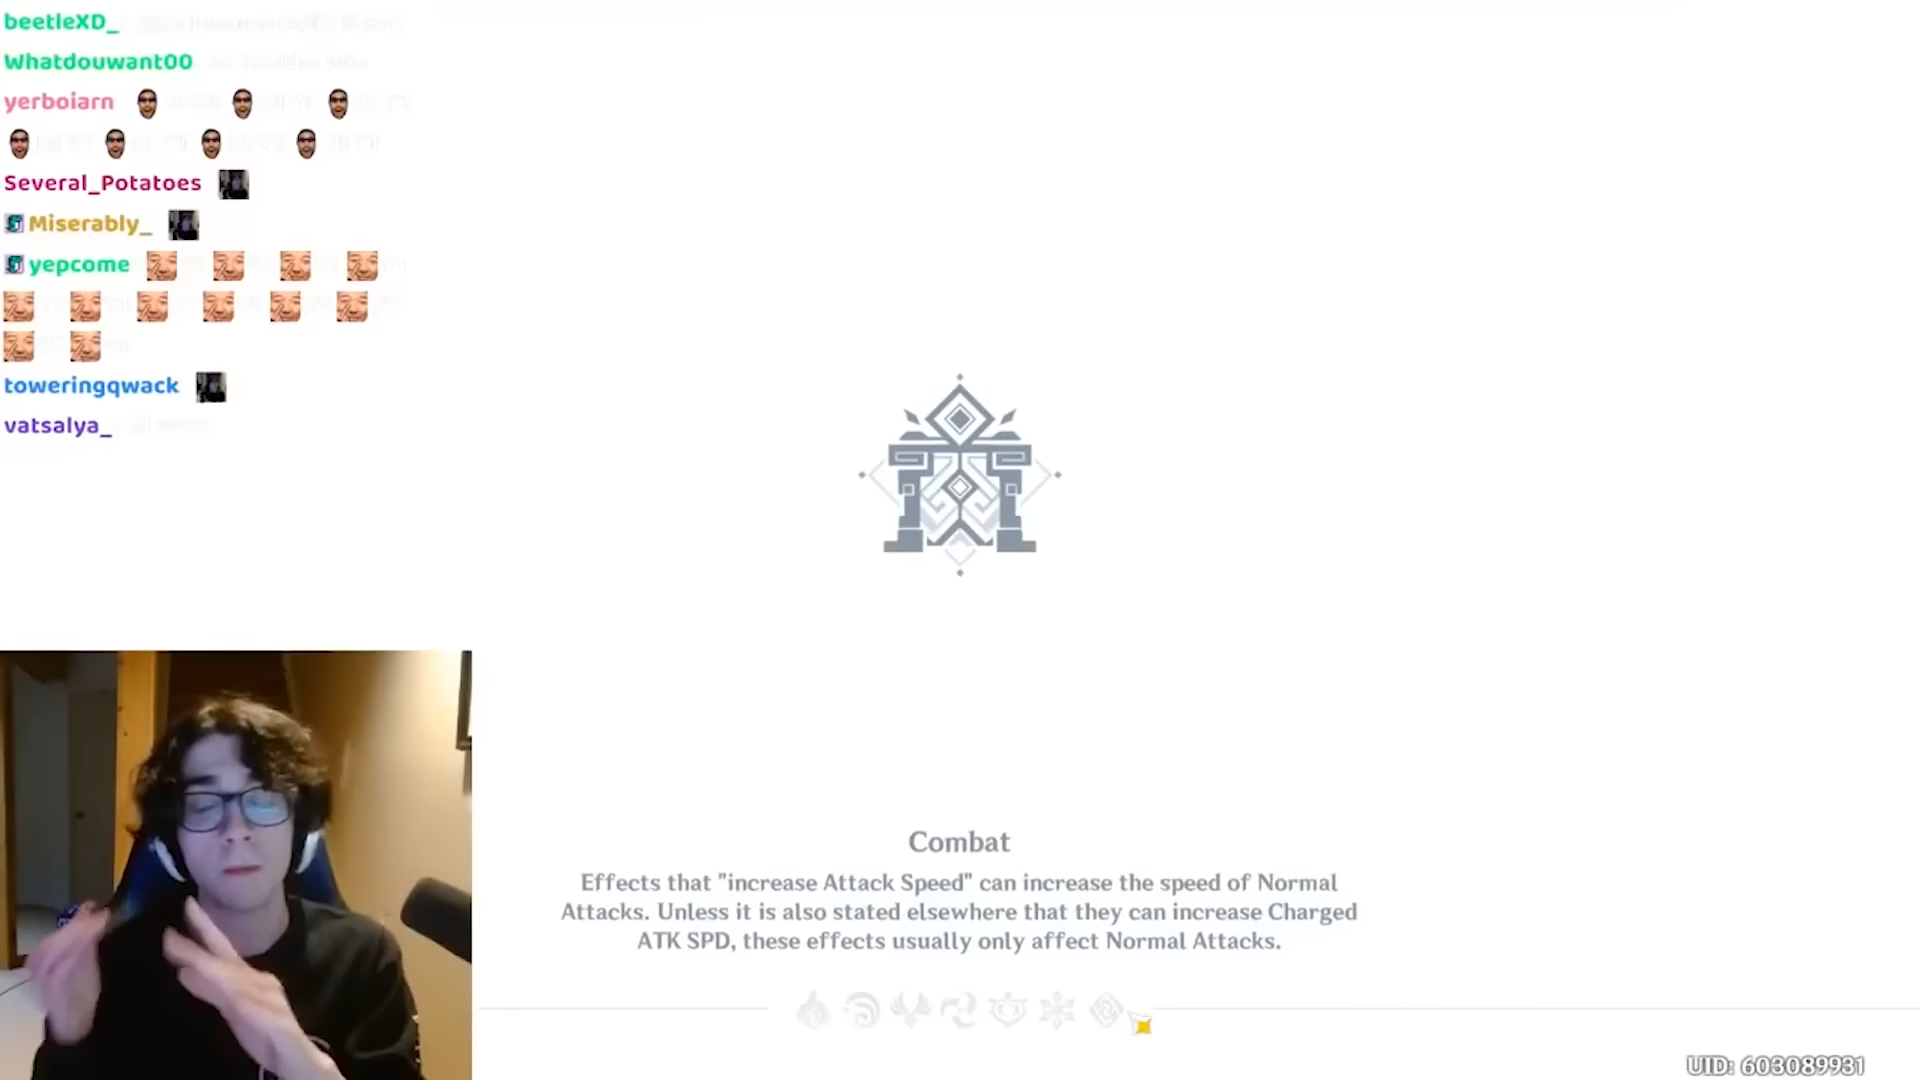 beetleXD_
Whatdouwant00
yerboiarn
Several_Potatoes
Miserably_
yepcome
toweringqwack
vatsalya_
Combat
Effects that "increase Attack Speed" can increase the speed of Normal
Attacks. Unless it is also stated elsewhere that they can increase Charged
ATK SPD, these effects usually only affect Normal Attacks.
UID: 603089931